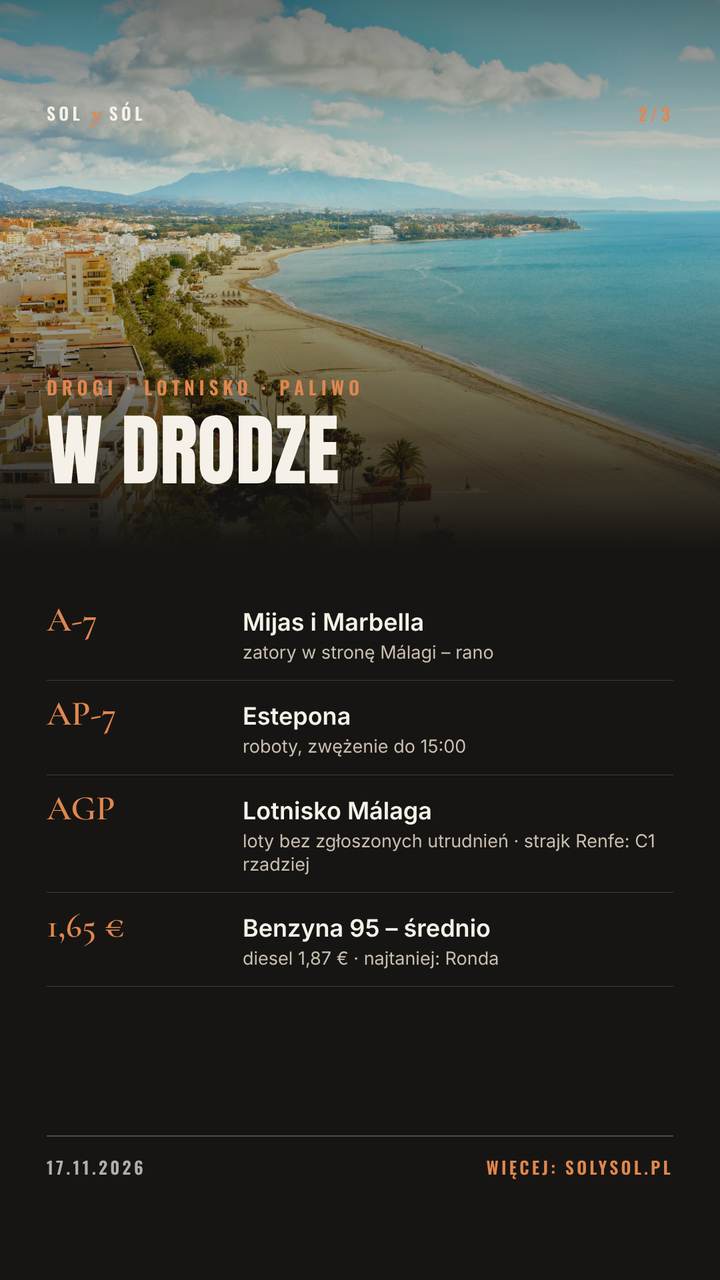 SOL y SÓL
2/3
DROGI · LOTNISKO · PALIWO
W DRODZE
A-7
Mijas i Marbella
zatory w stronę Málagi – rano
AP-7
Estepona
roboty, zwężenie do 15:00
AGP
Lotnisko Málaga
loty bez zgłoszonych utrudnień · strajk Renfe: C1
rzadziej
1,65 €
Benzyna 95 – średnio
diesel 1,87 € · najtaniej: Ronda
17.11.2026
WIĘCEJ: SOLYSOL.PL